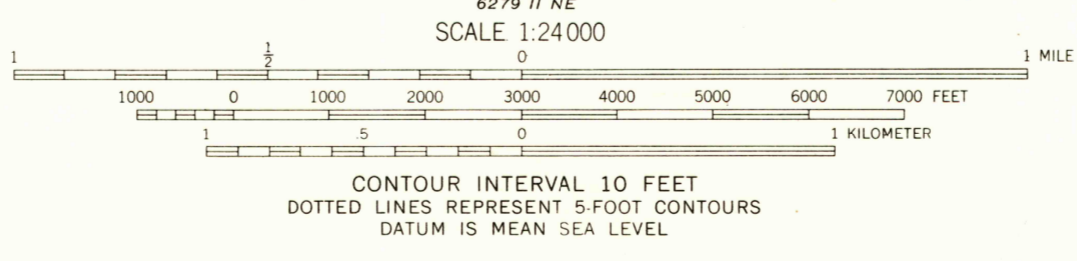 6279 II NE
SCALE 1:24000
1 ½ 0 1 MILE
1000 0 1000 2000 3000 4000 5000 6000 7000 FEET
1 .5 0 1 KILOMETER
CONTOUR INTERVAL 10 FEET
DOTTED LINES REPRESENT 5-FOOT CONTOURS
DATUM IS MEAN SEA LEVEL